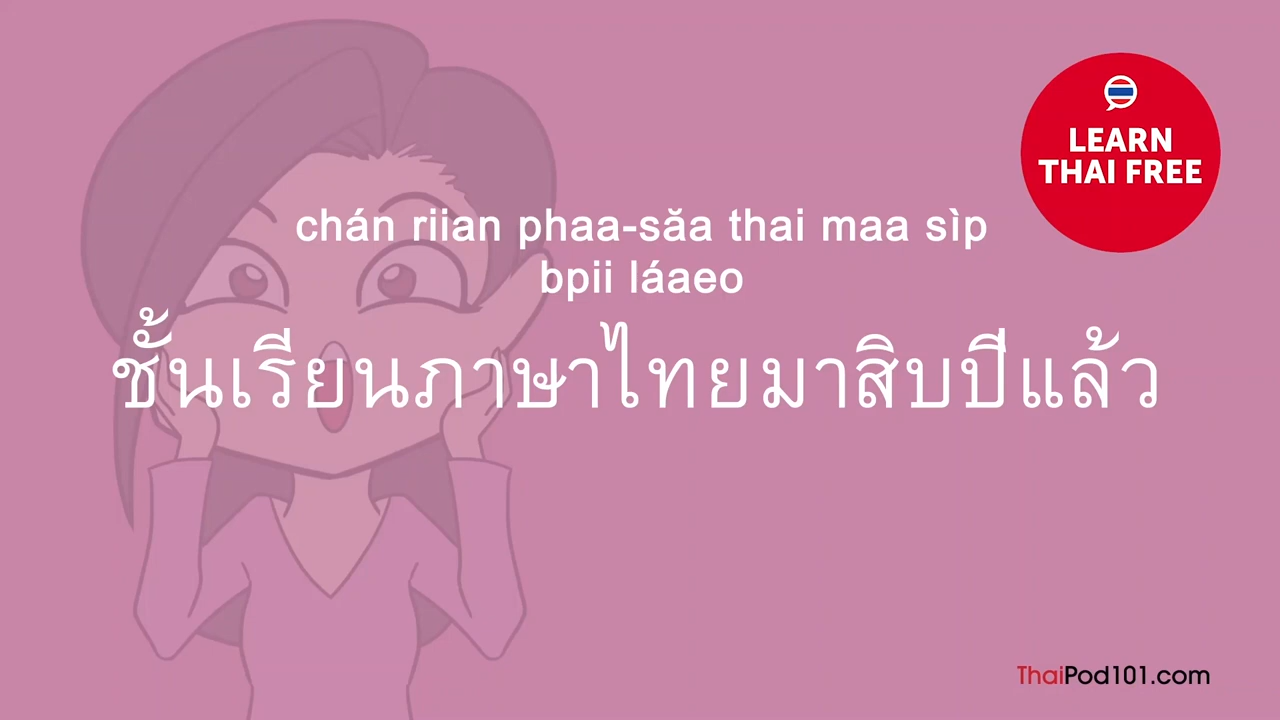 LEARN
THAI FREE
chán riian phaa-săa thai maa sìp
bpii láaeo
ชั้นเรียนภาษาไทยมาสิบปีแล้ว
ThaiPod101.com